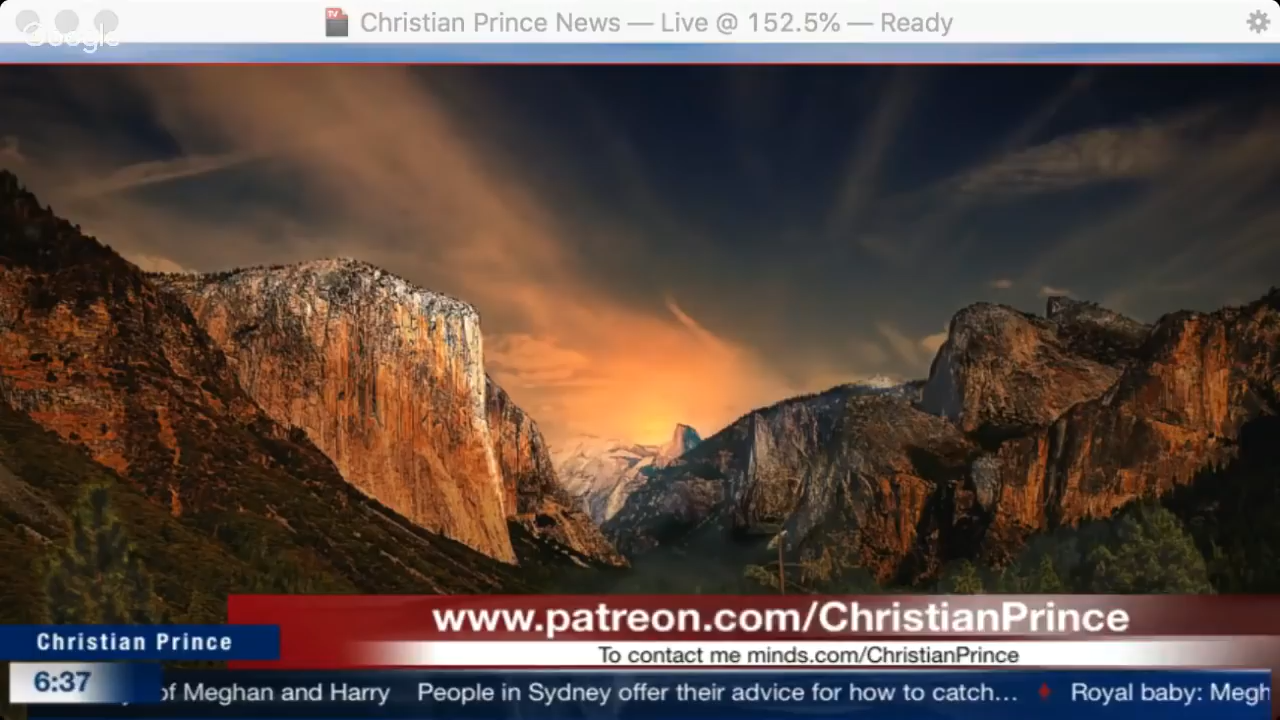 Christian Prince News — Live @ 152.5% — Ready
Google
www.patreon.com/ChristianPrince
Christian Prince
To contact me minds.com/ChristianPrince
6:37
of Meghan and Harry People in Sydney offer their advice for how to catch… ♦ Royal baby: Megh